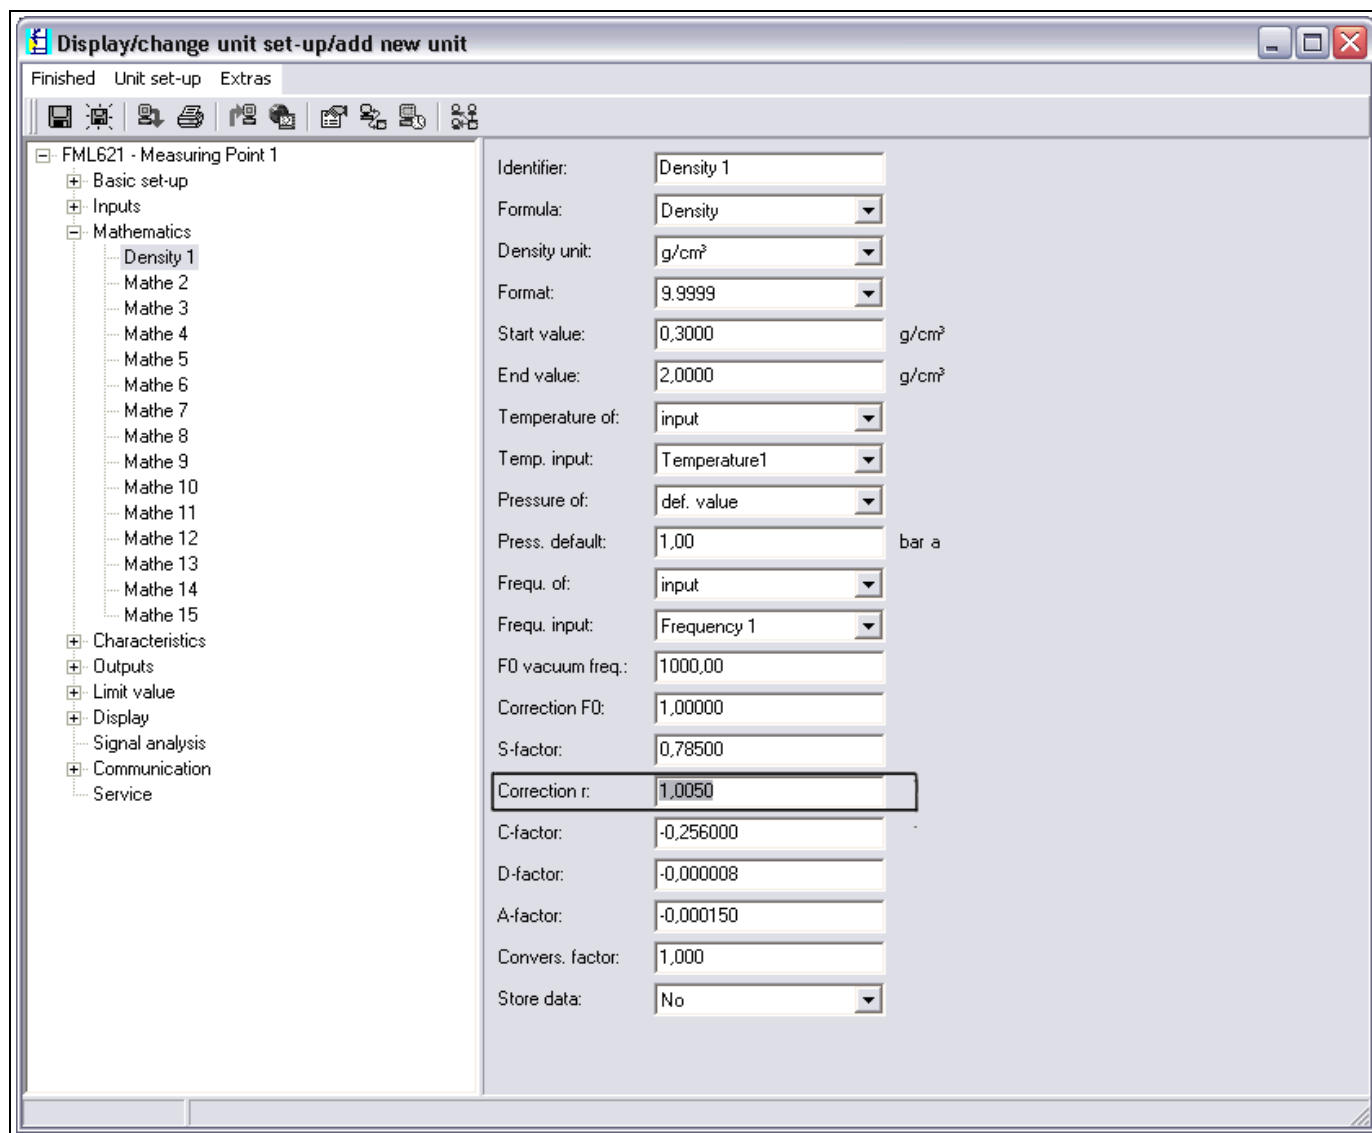 Display/change unit set-up/add new unit
Finished Unit set-up Extras
FML621 - Measuring Point 1
Basic set-up
Inputs
Mathematics
Density 1
Mathe 2
Mathe 3
Mathe 4
Mathe 5
Mathe 6
Mathe 7
Mathe 8
Mathe 9
Mathe 10
Mathe 11
Mathe 12
Mathe 13
Mathe 14
Mathe 15
Characteristics
Outputs
Limit value
Display
Signal analysis
Communication
Service
Identifier: Density 1
Formula: Density
Density unit: g/cm³
Format: 9.9999
Start value: 0,3000 g/cm³
End value: 2,0000 g/cm³
Temperature of: input
Temp. input: Temperature1
Pressure of: def. value
Press. default: 1,00 bar a
Frequ. of: input
Frequ. input: Frequency 1
F0 vacuum freq.: 1000,00
Correction F0: 1,00000
S-factor: 0,78500
Correction r: 1,0050
C-factor: -0,256000
D-factor: -0,000008
A-factor: -0,000150
Convers. factor: 1,000
Store data: No